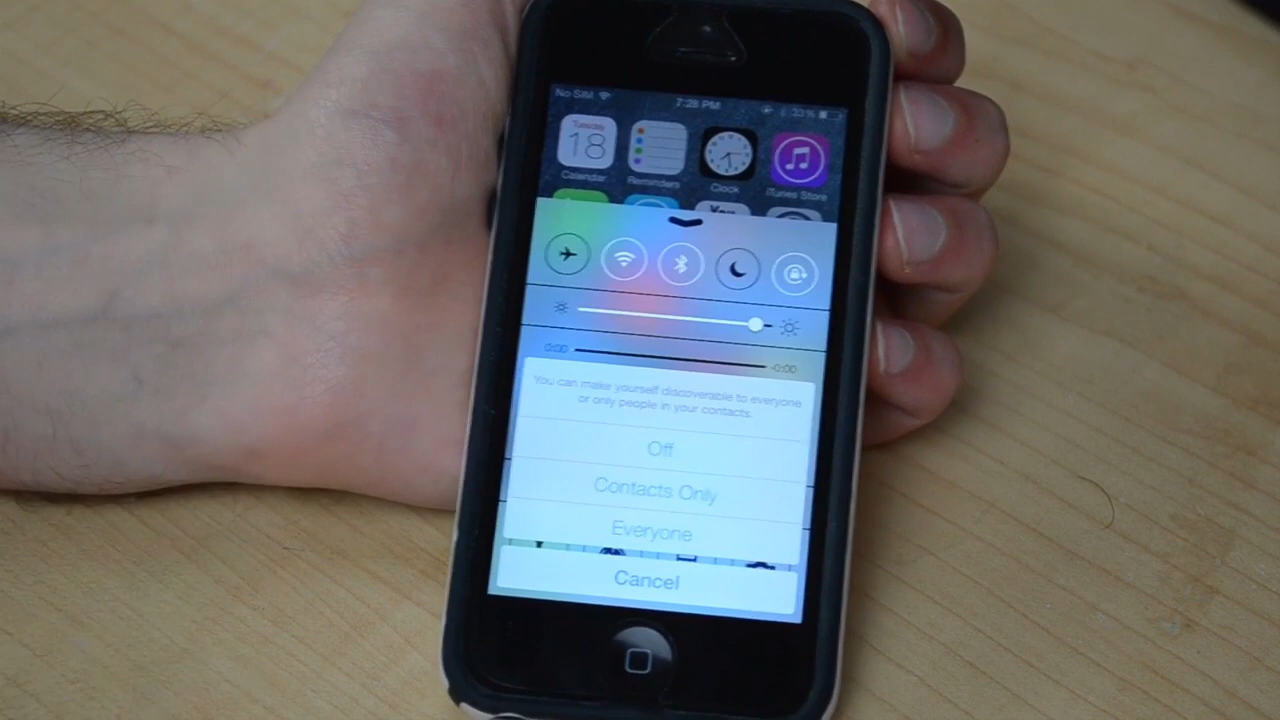 No SIM 7:28 PM 33%
Tuesday
18
Calendar Reminders Clock iTunes Store
You
0:00 -0:00
You can make yourself discoverable to everyone
or only people in your contacts.
Off
Contacts Only
Everyone
Cancel